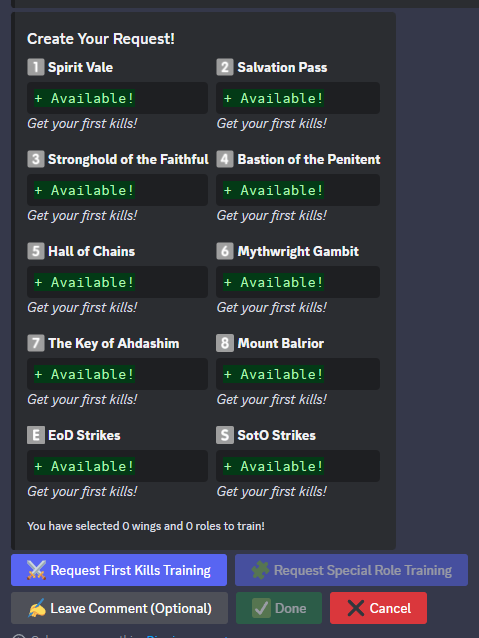 Create Your Request!
1 Spirit Vale
2 Salvation Pass
+ Available!
+ Available!
Get your first kills!
Get your first kills!
3 Stronghold of the Faithful
4 Bastion of the Penitent
+ Available!
+ Available!
Get your first kills!
Get your first kills!
5 Hall of Chains
6 Mythwright Gambit
+ Available!
+ Available!
Get your first kills!
Get your first kills!
7 The Key of Ahdashim
8 Mount Balrior
+ Available!
+ Available!
Get your first kills!
Get your first kills!
E EoD Strikes
S SotO Strikes
+ Available!
+ Available!
Get your first kills!
Get your first kills!
You have selected 0 wings and 0 roles to train!
Request First Kills Training
Request Special Role Training
Leave Comment (Optional)
Done
Cancel